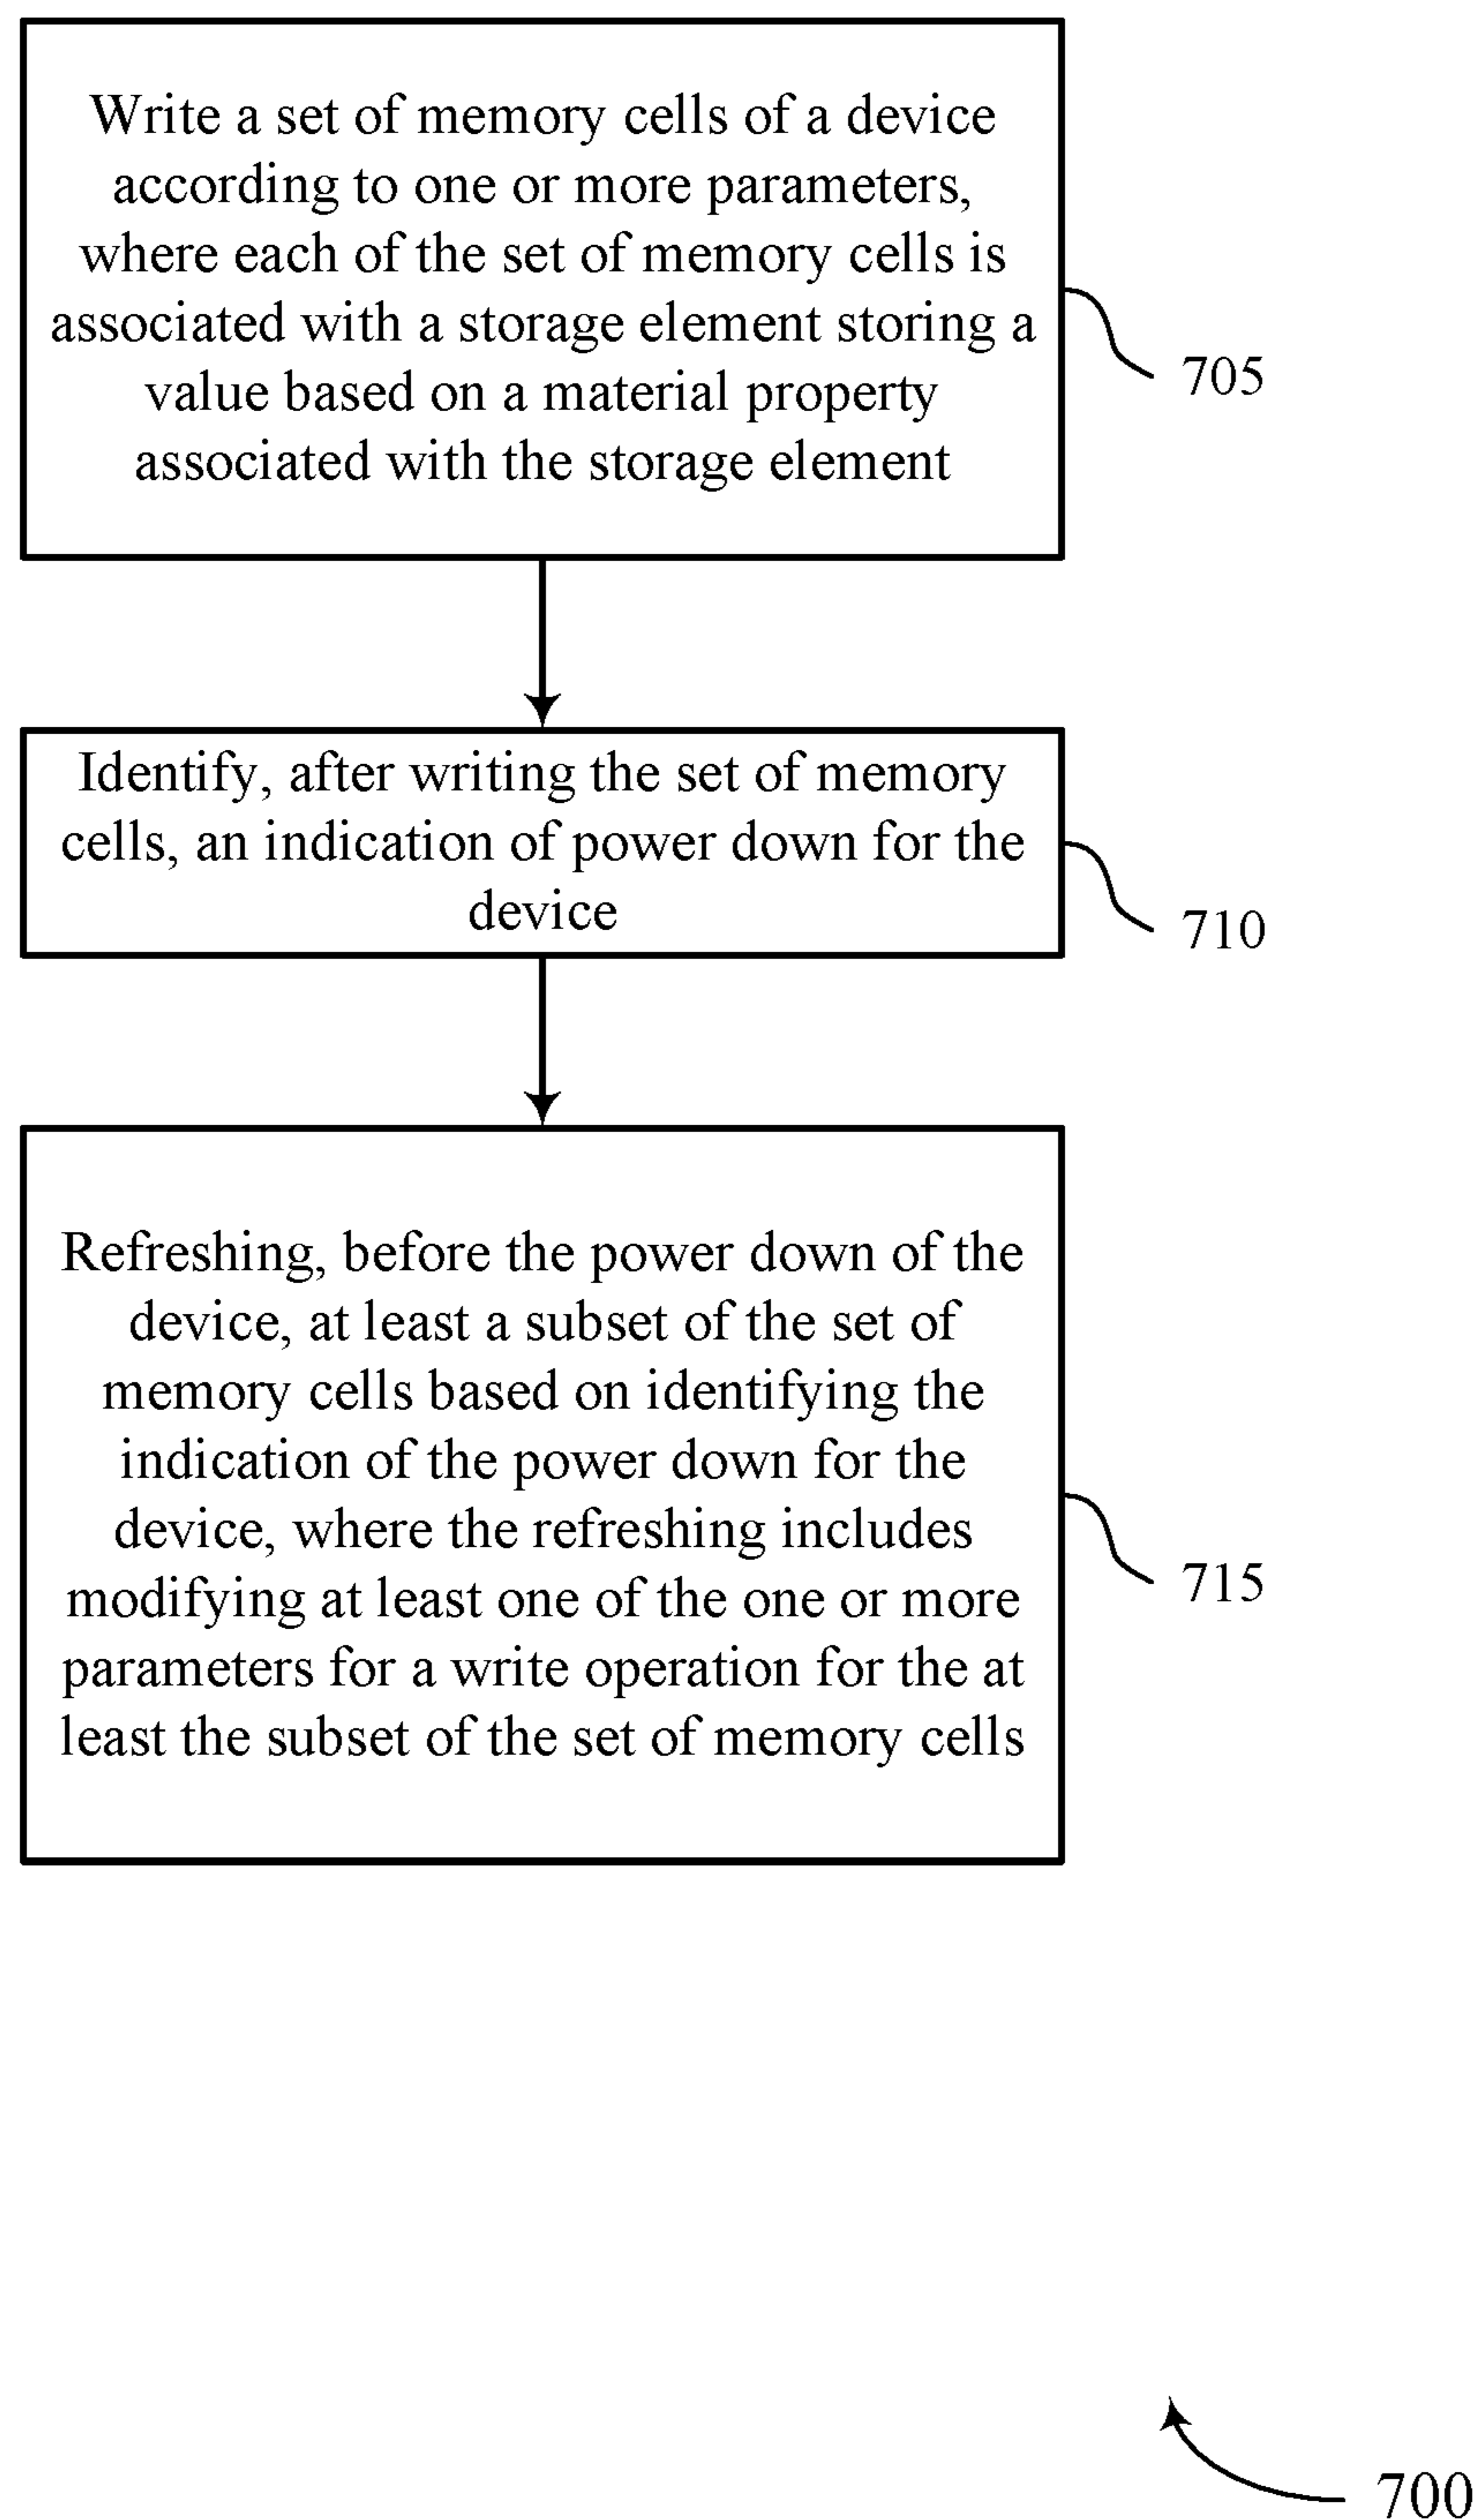 Write a set of memory cells of a device
according to one or more parameters,
where each of the set of memory cells is
associated with a storage element storing a
value based on a material property
associated with the storage element
705
Identify, after writing the set of memory
cells, an indication of power down for the
device
710
Refreshing, before the power down of the
device, at least a subset of the set of
memory cells based on identifying the
indication of the power down for the
device, where the refreshing includes
modifying at least one of the one or more
parameters for a write operation for the at
least the subset of the set of memory cells
715
700